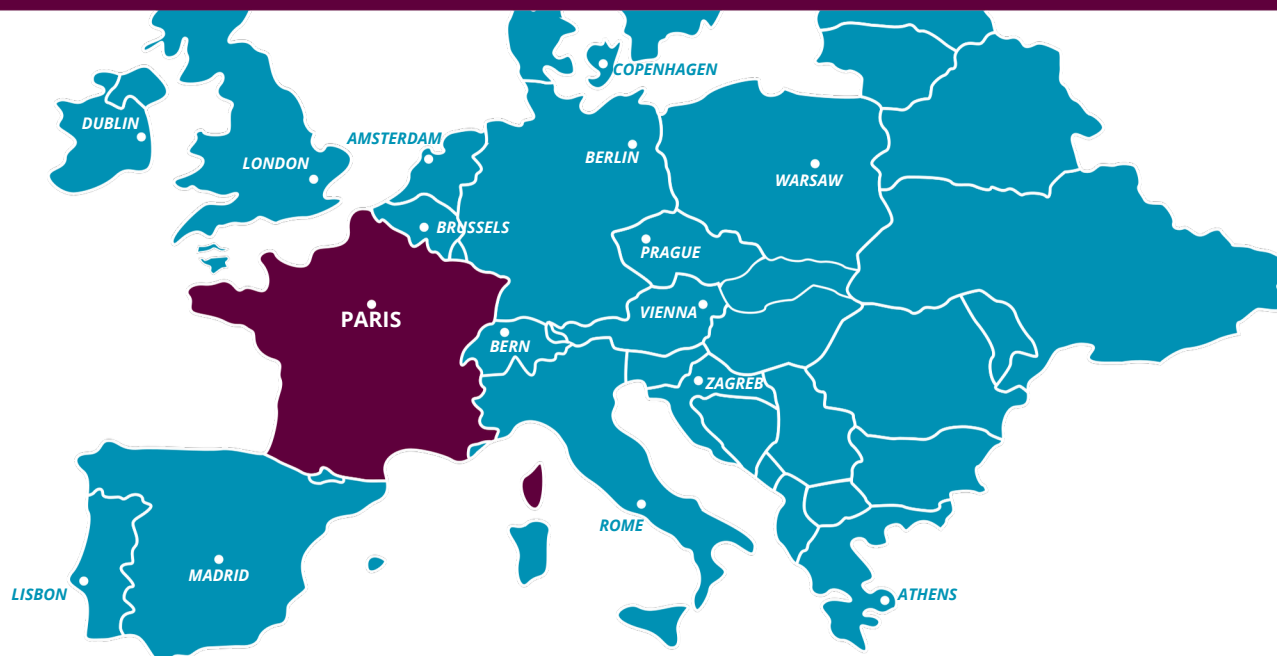 COPENHAGEN
DUBLIN
AMSTERDAM
LONDON
BERLIN
WARSAW
BRUSSELS
PRAGUE
PARIS
VIENNA
BERN
ZAGREB
ROME
MADRID
LISBON
ATHENS